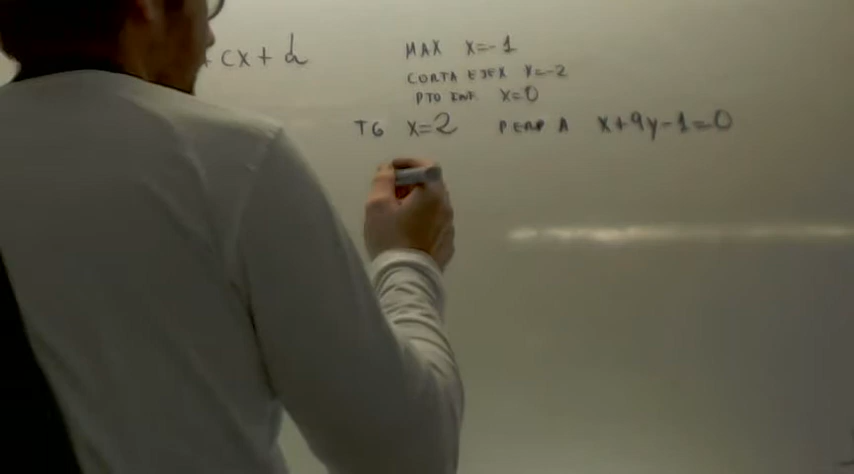 + cx + d
MAX x=-1
CORTA EJE X x=-2
PTO INF. x=0
TG x=2 PERP A x+9y-1=0